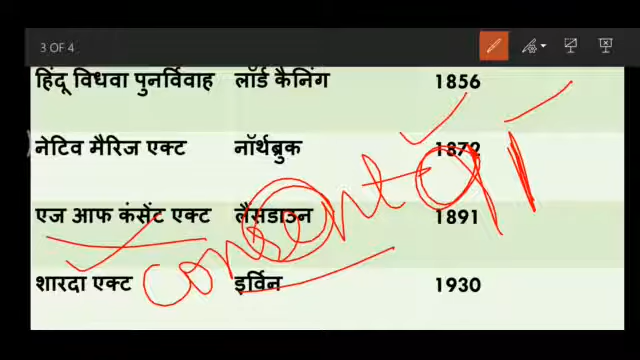 3 OF 4
हिंदू विधवा पुनर्विवाह लॉर्ड कैनिंग 1856
नेटिव मैरिज एक्ट नॉर्थब्रुक 1872
एज आफ कंसेंट एक्ट लैंसडाउन 1891
consent
शारदा एक्ट इर्विन 1930